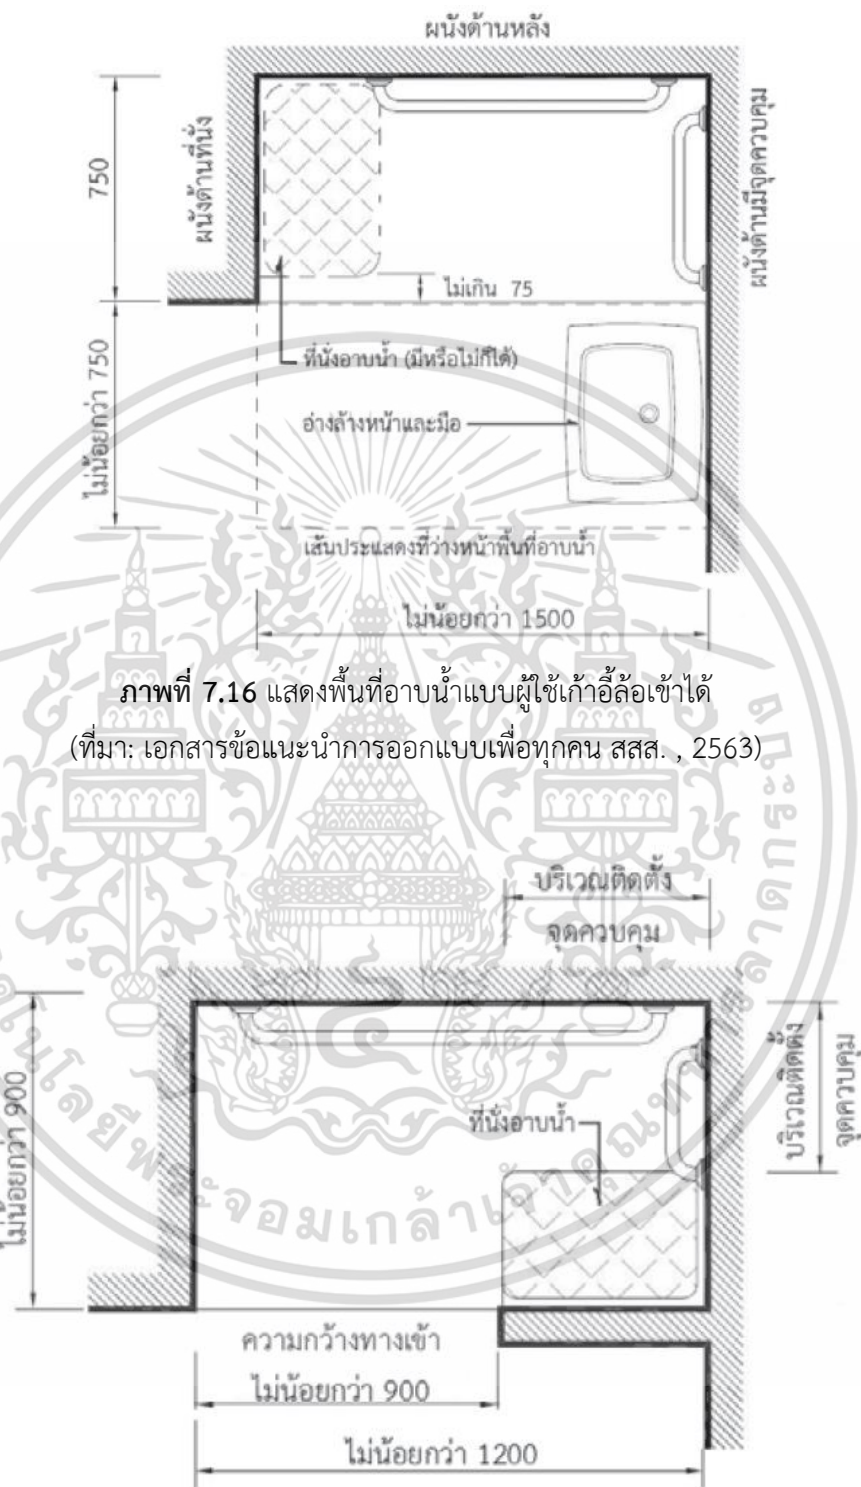 ผนังด้านหลัง
ผนังด้านที่นั่ง
ผนังด้านมีจุดควบคุม
750
ไม่เกิน 75
ที่นั่งอาบน้ำ (มีหรือไม่ก็ได้)
ไม่น้อยกว่า 750
อ่างล้างหน้าและมือ
เส้นประแสดงที่ว่างหน้าพื้นที่อาบน้ำ
ไม่น้อยกว่า 1500
ภาพที่ 7.16 แสดงพื้นที่อาบน้ำแบบผู้ใช้เก้าอี้ล้อเข้าได้
(ที่มา: เอกสารข้อแนะนำการออกแบบเพื่อทุกคน สสส. , 2563)
บริเวณติดตั้ง
จุดควบคุม
บริเวณติดตั้ง
จุดควบคุม
ไม่น้อยกว่า 900
ที่นั่งอาบน้ำ
ความกว้างทางเข้า
ไม่น้อยกว่า 900
ไม่น้อยกว่า 1200